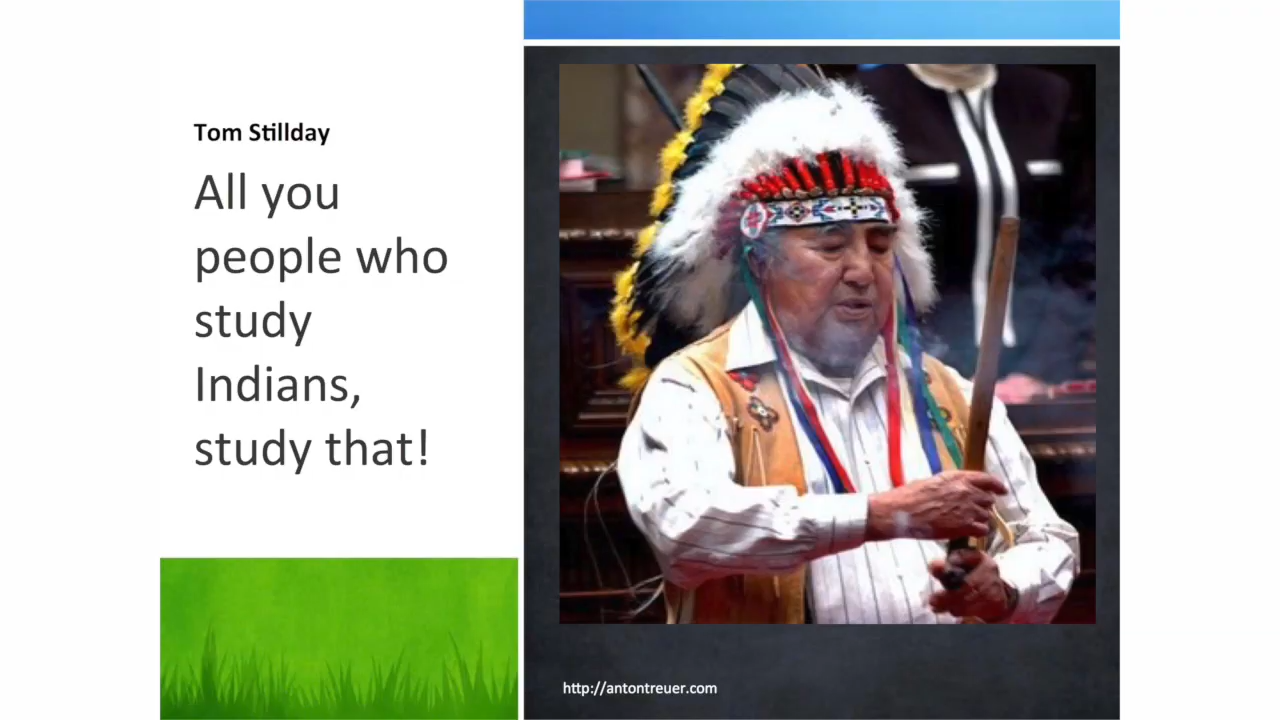 Tom Stillday
All you
people who
study
Indians,
study that!
http://antontreuer.com